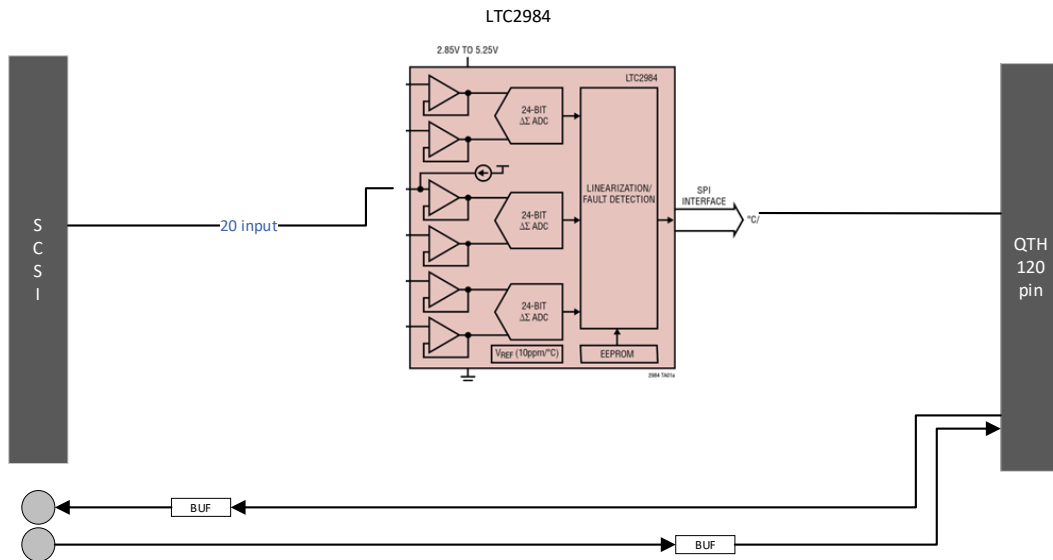 LTC2984
2.85V TO 5.25V
LTC2984
24-BIT
ΔΣ ADC
24-BIT
ΔΣ ADC
24-BIT
ΔΣ ADC
LINEARIZATION/
FAULT DETECTION
SPI
INTERFACE
°C/
VREF (10ppm/°C)
EEPROM
2984 TA01a
S
C
S
I
20 input
QTH
120
pin
BUF
BUF